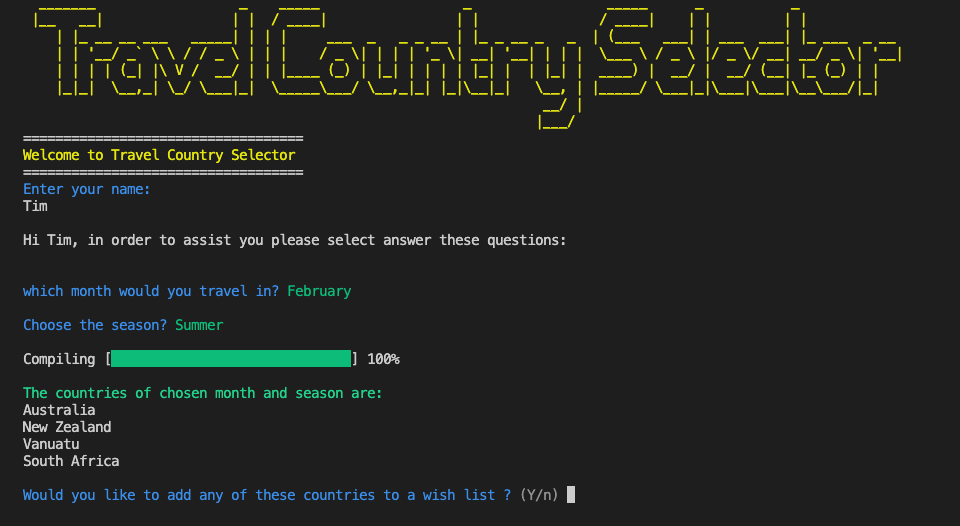 Travel Country Selector
===================================
Welcome to Travel Country Selector
===================================
Enter your name:
Tim
Hi Tim, in order to assist you please select answer these questions:
which month would you travel in? February
Choose the season? Summer
Compiling [] 100%
The countries of chosen month and season are:
Australia
New Zealand
Vanuatu
South Africa
Would you like to add any of these countries to a wish list ? (Y/n)